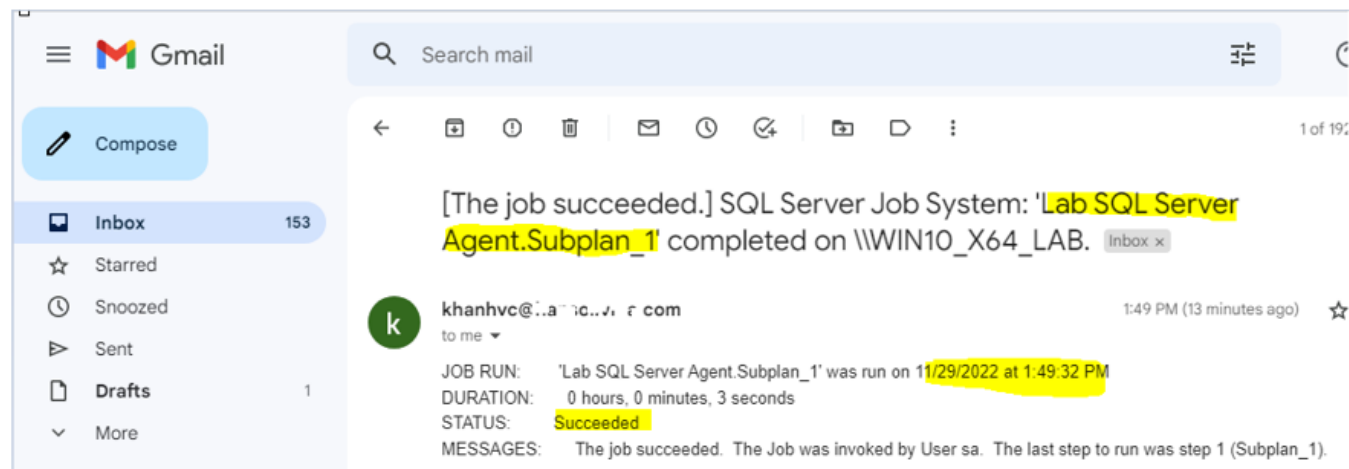 Gmail
Search mail
Compose
1 of 192
[The job succeeded.] SQL Server Job System: 'Lab SQL Server
Agent.Subplan_1' completed on \\WIN10_X64_LAB. Inbox x
Inbox 153
Starred
Snoozed
Sent
Drafts 1
More
k
khanhvc@ com 1:49 PM (13 minutes ago)
to me
JOB RUN: 'Lab SQL Server Agent.Subplan_1' was run on 11/29/2022 at 1:49:32 PM
DURATION: 0 hours, 0 minutes, 3 seconds
STATUS: Succeeded
MESSAGES: The job succeeded. The Job was invoked by User sa. The last step to run was step 1 (Subplan_1).